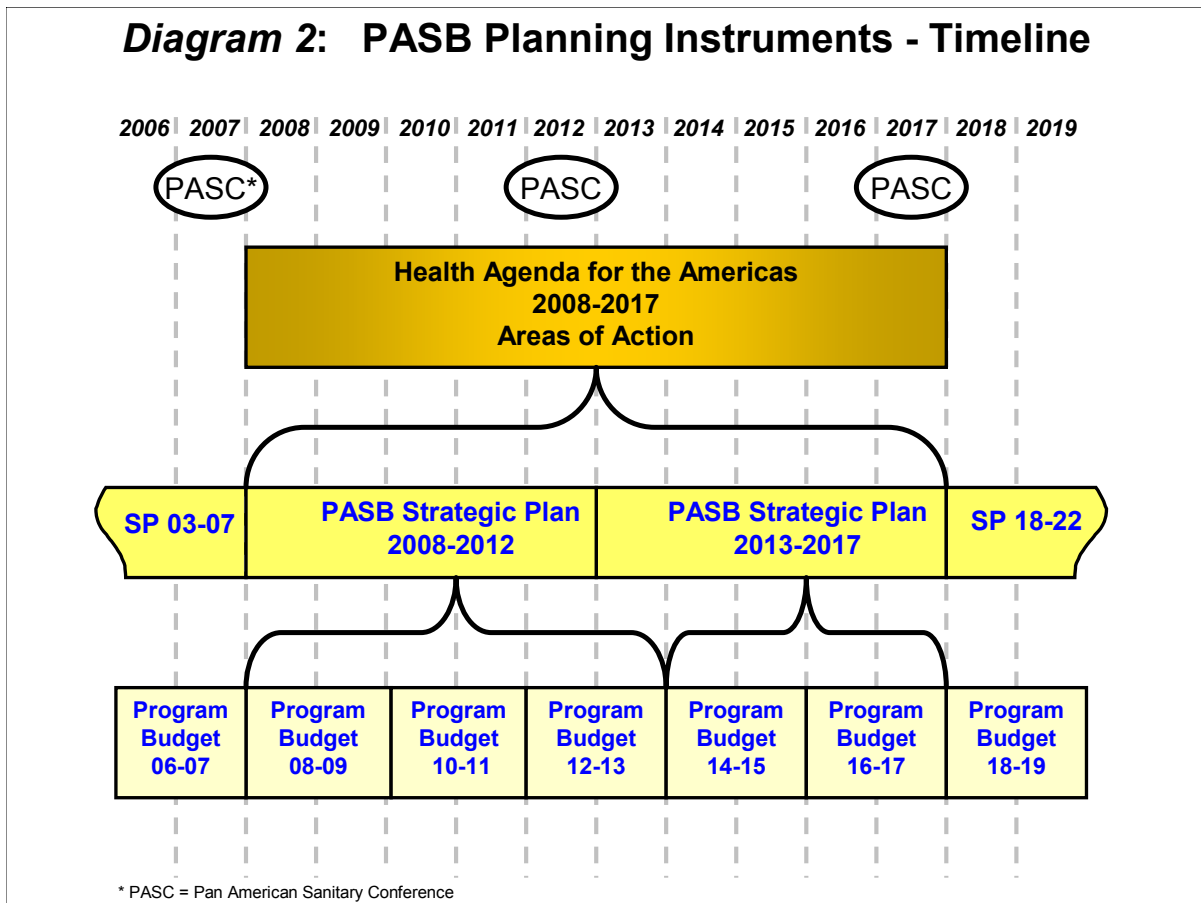 Diagram 2: PASB Planning Instruments - Timeline
2006 2007 2008 2009 2010 2011 2012 2013 2014 2015 2016 2017 2018 2019
PASC* PASC PASC
Health Agenda for the Americas
2008-2017
Areas of Action
SP 03-07
PASB Strategic Plan
2008-2012
PASB Strategic Plan
2013-2017
SP 18-22
Program
Budget
06-07
Program
Budget
08-09
Program
Budget
10-11
Program
Budget
12-13
Program
Budget
14-15
Program
Budget
16-17
Program
Budget
18-19
* PASC = Pan American Sanitary Conference